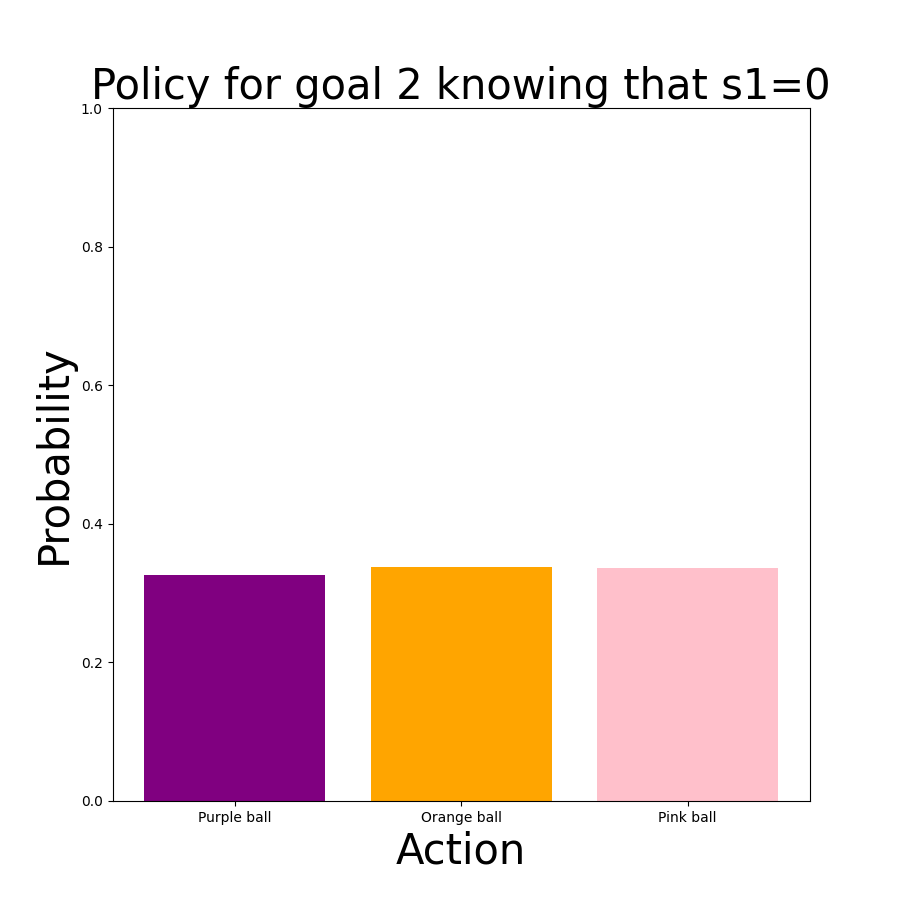 Policy for goal 2 knowing that s1=0
1.0
0.8
0.6
0.4
0.2
0.0
Probability
Purple ball
Orange ball
Pink ball
Action